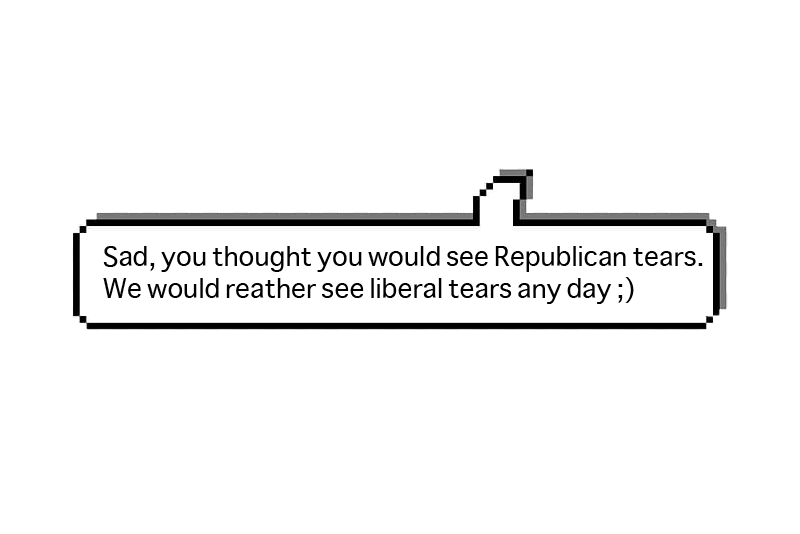 Sad, you thought you would see Republican tears.
We would reather see liberal tears any day ;)